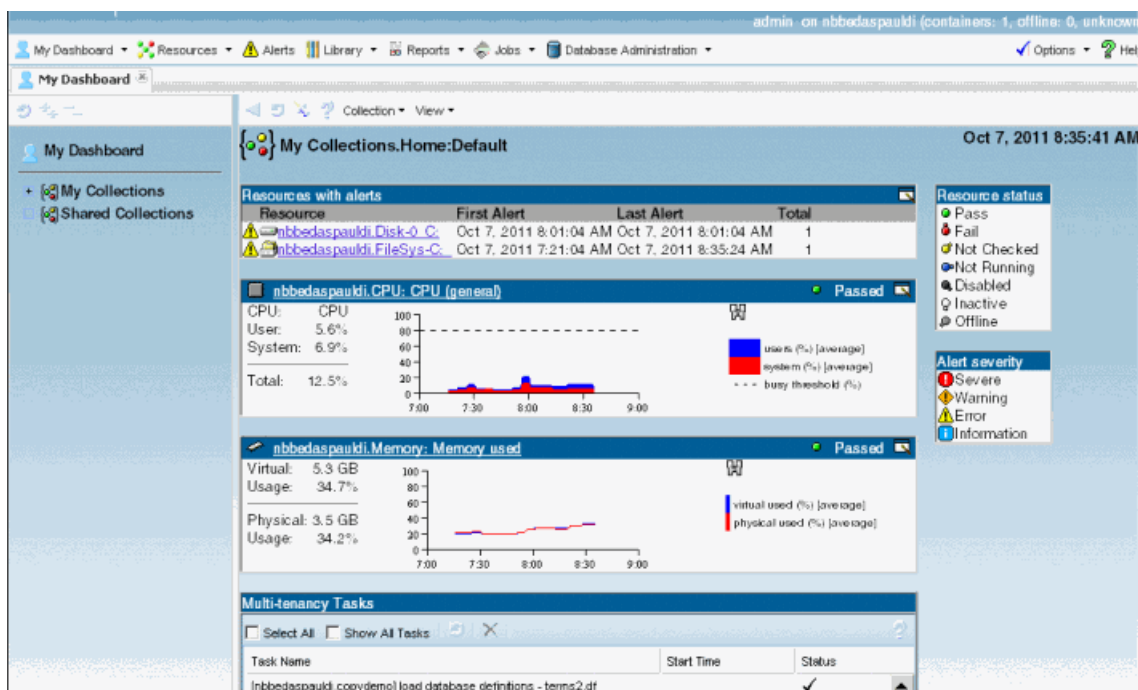 admin on nbbedaspauldi (containers: 1, offline: 0, unknown
My Dashboard Resources Alerts Library Reports Jobs Database Administration Options Hel
My Dashboard
Collection View
My Dashboard
My Collections
Shared Collections
{ } My Collections.Home:Default
Oct 7, 2011 8:35:41 AM
Resources with alerts
Resource First Alert Last Alert Total
nbbedaspauldi.Disk-0_C: Oct 7, 2011 8:01:04 AM Oct 7, 2011 8:01:04 AM 1
nbbedaspauldi.FileSys-C: Oct 7, 2011 7:21:04 AM Oct 7, 2011 8:35:24 AM 1
nbbedaspauldi.CPU: CPU (general) Passed
CPU: CPU
User: 5.6%
System: 6.9%
Total: 12.5%
100
80
60
40
20
0
7:00 7:30 8:00 8:30 9:00
users (%) [average]
system (%) [average]
busy threshold (%)
nbbedaspauldi.Memory: Memory used Passed
Virtual: 5.3 GB
Usage: 34.7%
Physical: 3.5 GB
Usage: 34.2%
100
80
60
40
20
0
7:00 7:30 8:00 8:30 9:00
virtual used (%) [average]
physical used (%) [average]
Multi-tenancy Tasks
Select All Show All Tasks
Task Name Start Time Status
[nbbedaspauldi.copydemo] load database definitions - terms2.df
Resource status
Pass
Fail
Not Checked
Not Running
Disabled
Inactive
Offline
Alert severity
Severe
Warning
Error
Information